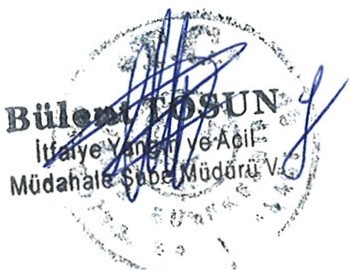 T.C.
Bülent TOSUN
İtfaiye Yangın ve Acil
Müdahale Şube Müdürü V.